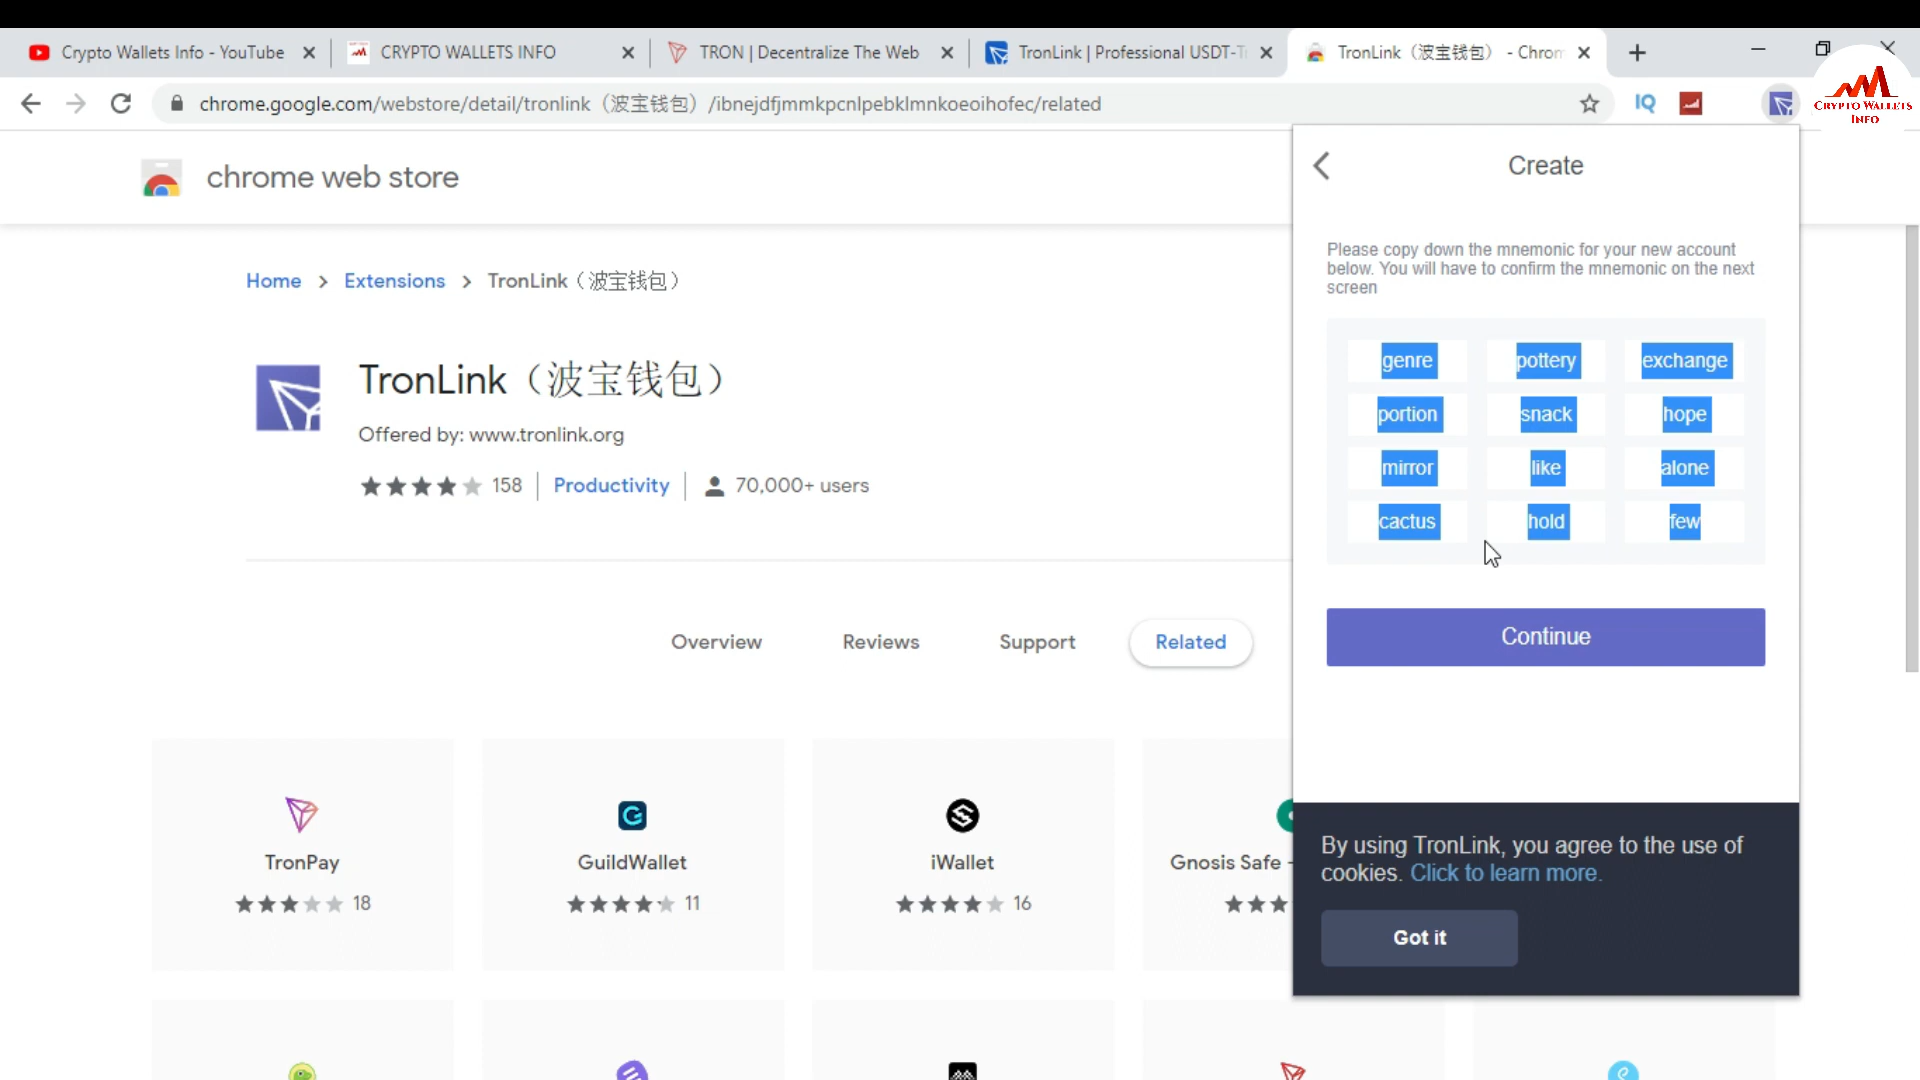 Crypto Wallets Info - YouTube
CRYPTO WALLETS INFO
TRON | Decentralize The Web
TronLink | Professional USDT-T
TronLink（波宝钱包） - Chrom
chrome.google.com/webstore/detail/tronlink（波宝钱包）/ibnejdfjmmkpcnlpebklmnkoeoihofec/related
IQ
CRYPTO WALLETS
INFO
chrome web store
Home > Extensions > TronLink（波宝钱包）
TronLink（波宝钱包）
Offered by: www.tronlink.org
158 | Productivity | 70,000+ users
Overview Reviews Support Related
TronPay
18
GuildWallet
11
iWallet
16
Gnosis Safe -
Create
Please copy down the mnemonic for your new account
below. You will have to confirm the mnemonic on the next
screen
genre pottery exchange
portion snack hope
mirror like alone
cactus hold few
Continue
By using TronLink, you agree to the use of
cookies. Click to learn more.
Got it